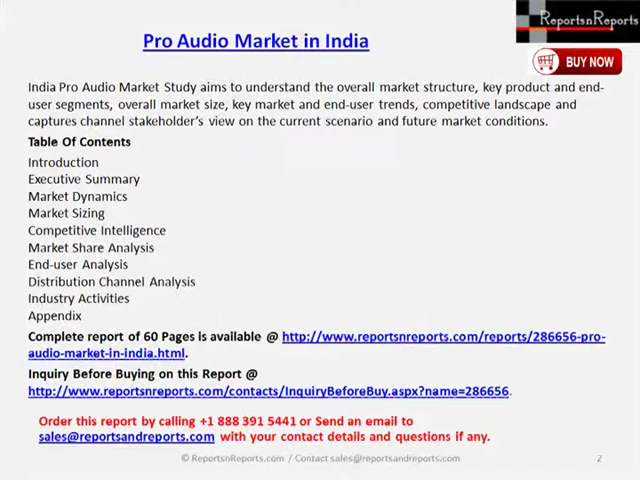 Pro Audio Market in India
ReportsnReports
BUY NOW
India Pro Audio Market Study aims to understand the overall market structure, key product and end-
user segments, overall market size, key market and end-user trends, competitive landscape and
captures channel stakeholder's view on the current scenario and future market conditions.
Table Of Contents
Introduction
Executive Summary
Market Dynamics
Market Sizing
Competitive Intelligence
Market Share Analysis
End-user Analysis
Distribution Channel Analysis
Industry Activities
Appendix
Complete report of 60 Pages is available @ http://www.reportsnreports.com/reports/286656-pro-
audio-market-in-india.html.
Inquiry Before Buying on this Report @
http://www.reportsnreports.com/contacts/InquiryBeforeBuy.aspx?name=286656.
Order this report by calling +1 888 391 5441 or Send an email to
sales@reportsandreports.com with your contact details and questions if any.
© ReportsnReports.com / Contact sales@reportsandreports.com
2